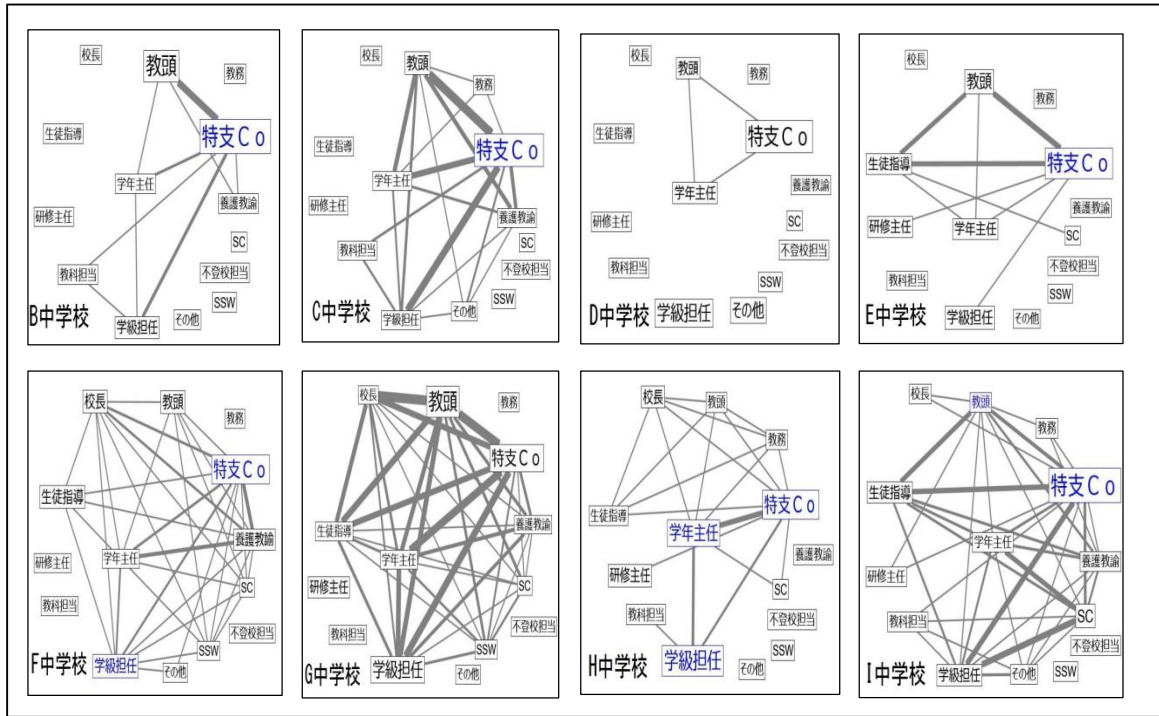 校長
教頭
教務
特支Co
生徒指導
学年主任
養護教諭
研修主任
SC
教科担当
不登校担当
SSW
B中学校
学級担任
その他
校長
教頭
教務
特支Co
生徒指導
学年主任
養護教諭
研修主任
SC
教科担当
不登校担当
SSW
C中学校
学級担任
その他
校長
教頭
教務
特支Co
生徒指導
学年主任
養護教諭
研修主任
SC
教科担当
不登校担当
SSW
D中学校
学級担任
その他
校長
教頭
教務
特支Co
生徒指導
学年主任
養護教諭
研修主任
SC
教科担当
不登校担当
SSW
E中学校
学級担任
その他
校長
教頭
教務
特支Co
生徒指導
学年主任
養護教諭
研修主任
SC
教科担当
不登校担当
SSW
F中学校
学級担任
その他
校長
教頭
教務
特支Co
生徒指導
学年主任
養護教諭
研修主任
SC
教科担当
不登校担当
SSW
G中学校
学級担任
その他
校長
教頭
教務
特支Co
生徒指導
学年主任
養護教諭
研修主任
SC
教科担当
不登校担当
SSW
H中学校
学級担任
その他
校長
教頭
教務
特支Co
生徒指導
学年主任
養護教諭
研修主任
SC
教科担当
不登校担当
SSW
I中学校
学級担任
その他